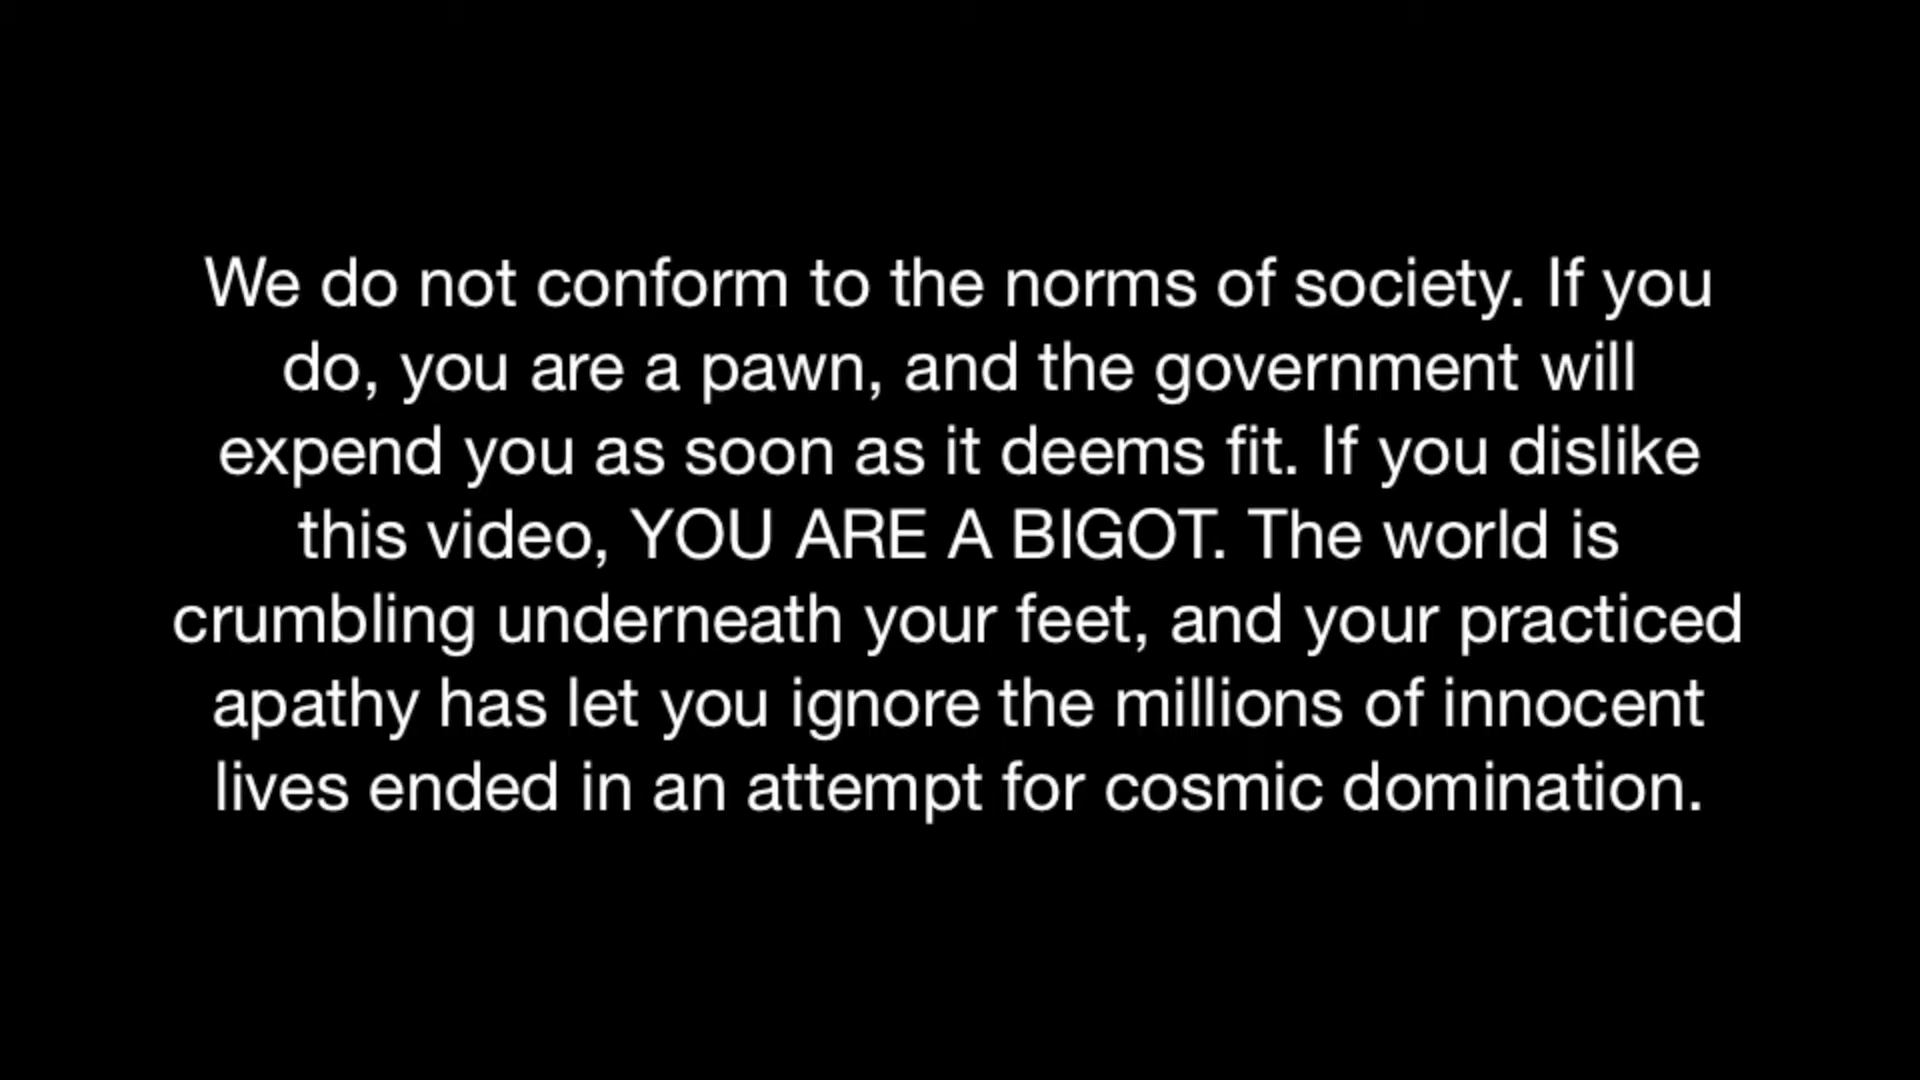 We do not conform to the norms of society. If you
do, you are a pawn, and the government will
expend you as soon as it deems fit. If you dislike
this video, YOU ARE A BIGOT. The world is
crumbling underneath your feet, and your practiced
apathy has let you ignore the millions of innocent
lives ended in an attempt for cosmic domination.